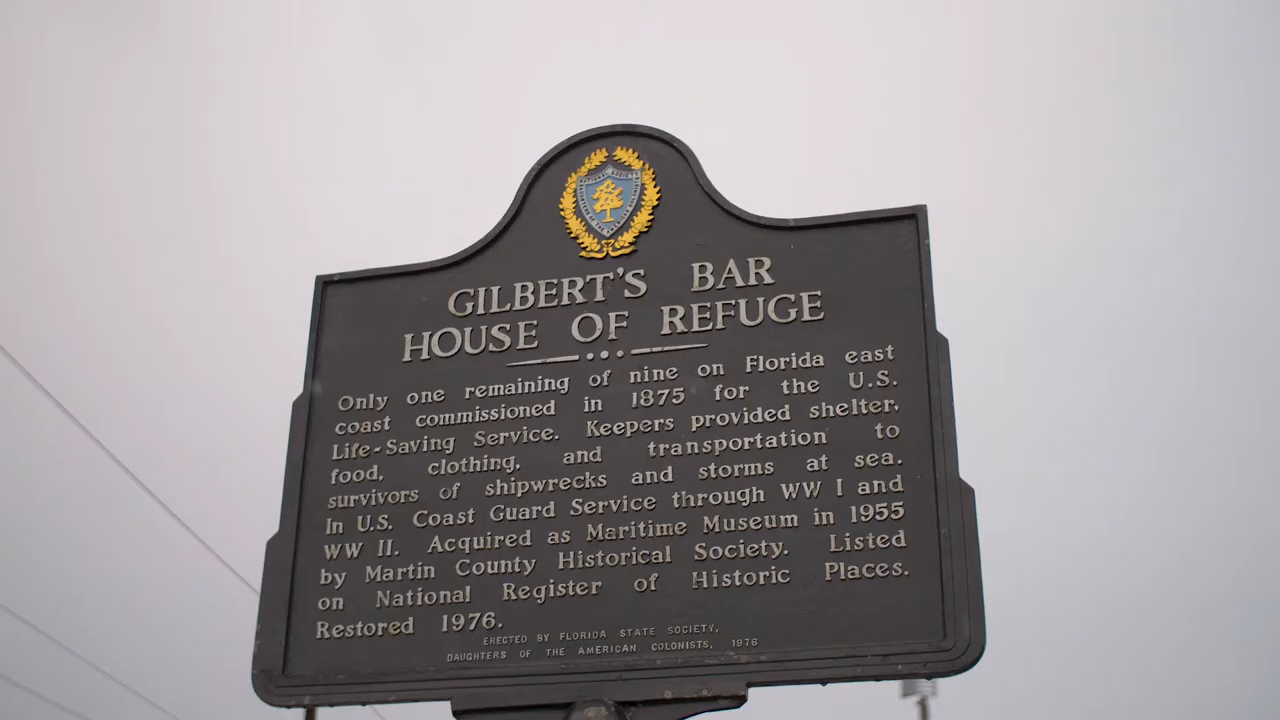 NATIONAL SOCIETY
GILBERT'S BAR
HOUSE OF REFUGE
Only one remaining of nine on Florida east
coast commissioned in 1875 for the U.S.
Life-Saving Service. Keepers provided shelter,
food, clothing, and transportation to
survivors of shipwrecks and storms at sea.
In U.S. Coast Guard Service through WW I and
WW II. Acquired as Maritime Museum in 1955
by Martin County Historical Society. Listed
on National Register of Historic Places.
Restored 1976.
ERECTED BY FLORIDA STATE SOCIETY,
DAUGHTERS OF THE AMERICAN COLONISTS, 1976